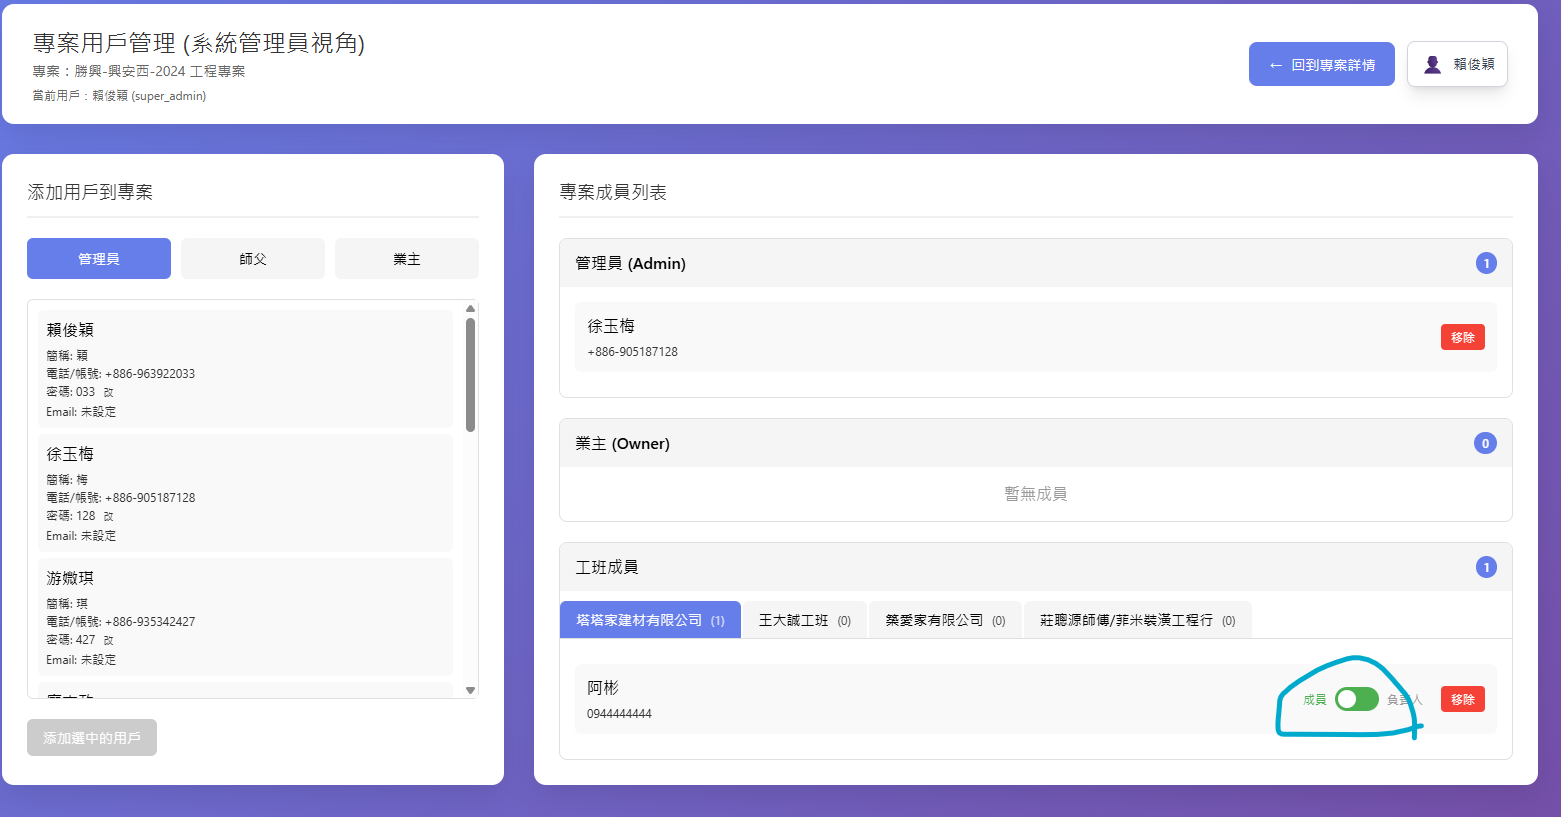 專案用戶管理 (系統管理員視角)
專案：勝興-興安西-2024 工程專案
當前用戶：賴俊穎 (super_admin)
← 回到專案詳情
賴俊穎
添加用戶到專案
管理員
師父
業主
賴俊穎
簡稱: 穎
電話/帳號: +886-963922033
密碼: 033 改
Email: 未設定
徐玉梅
簡稱: 梅
電話/帳號: +886-905187128
密碼: 128 改
Email: 未設定
游媺琪
簡稱: 琪
電話/帳號: +886-935342427
密碼: 427 改
Email: 未設定
添加選中的用戶
專案成員列表
管理員 (Admin)
1
徐玉梅
+886-905187128
移除
業主 (Owner)
0
暫無成員
工班成員
1
塔塔家建材有限公司 (1)
王大誠工班 (0)
築愛家有限公司 (0)
莊聰源師傅/菲米裝潢工程行 (0)
阿彬
0944444444
成員
負責人
移除